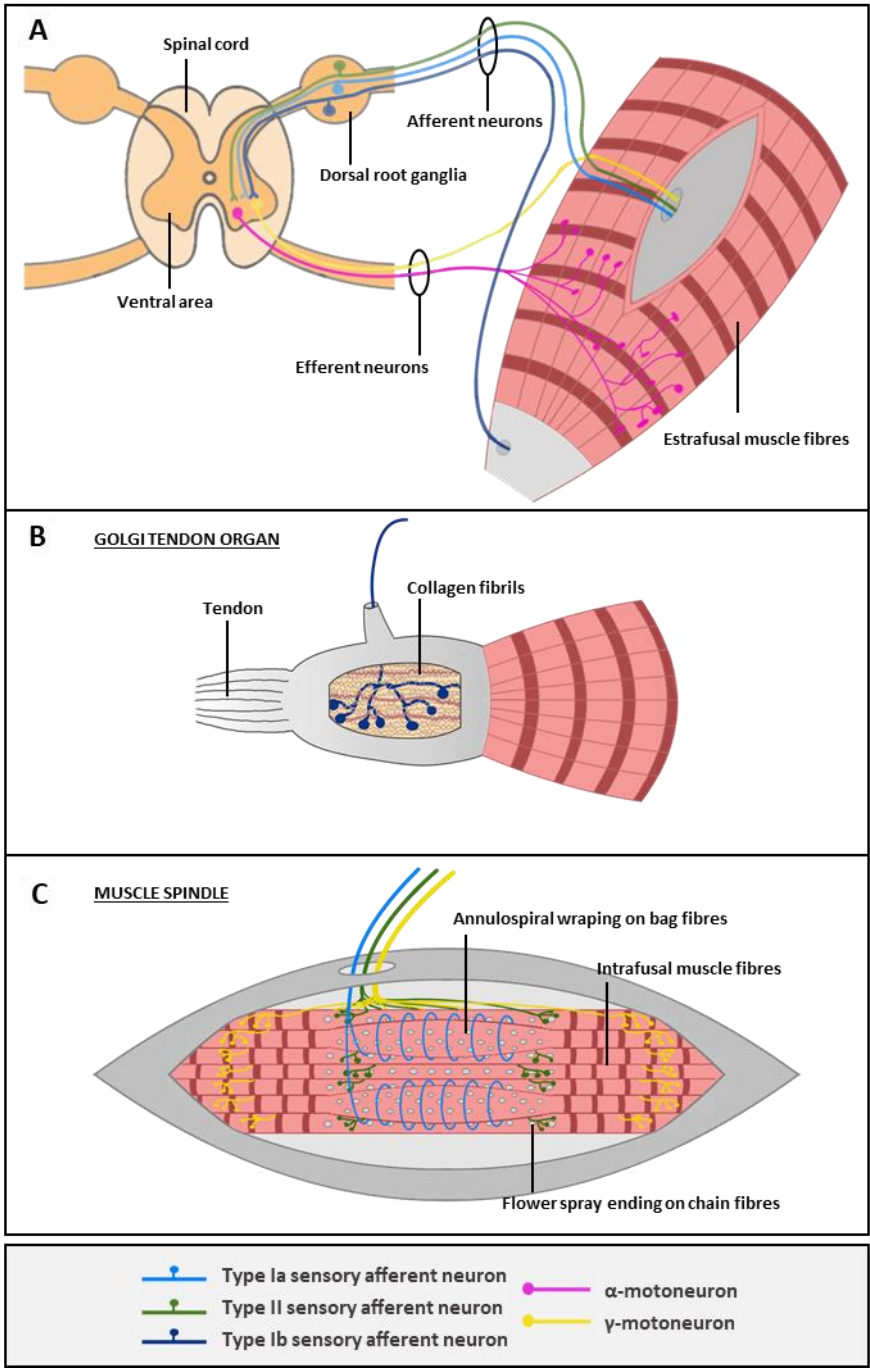 A
Spinal cord
Afferent neurons
Dorsal root ganglia
Ventral area
Efferent neurons
Estrafusal muscle fibres
B
GOLGI TENDON ORGAN
Collagen fibrils
Tendon
C
MUSCLE SPINDLE
Annulospiral wraping on bag fibres
Intrafusal muscle fibres
Flower spray ending on chain fibres
Type Ia sensory afferent neuron
Type II sensory afferent neuron
Type Ib sensory afferent neuron
α-motoneuron
γ-motoneuron